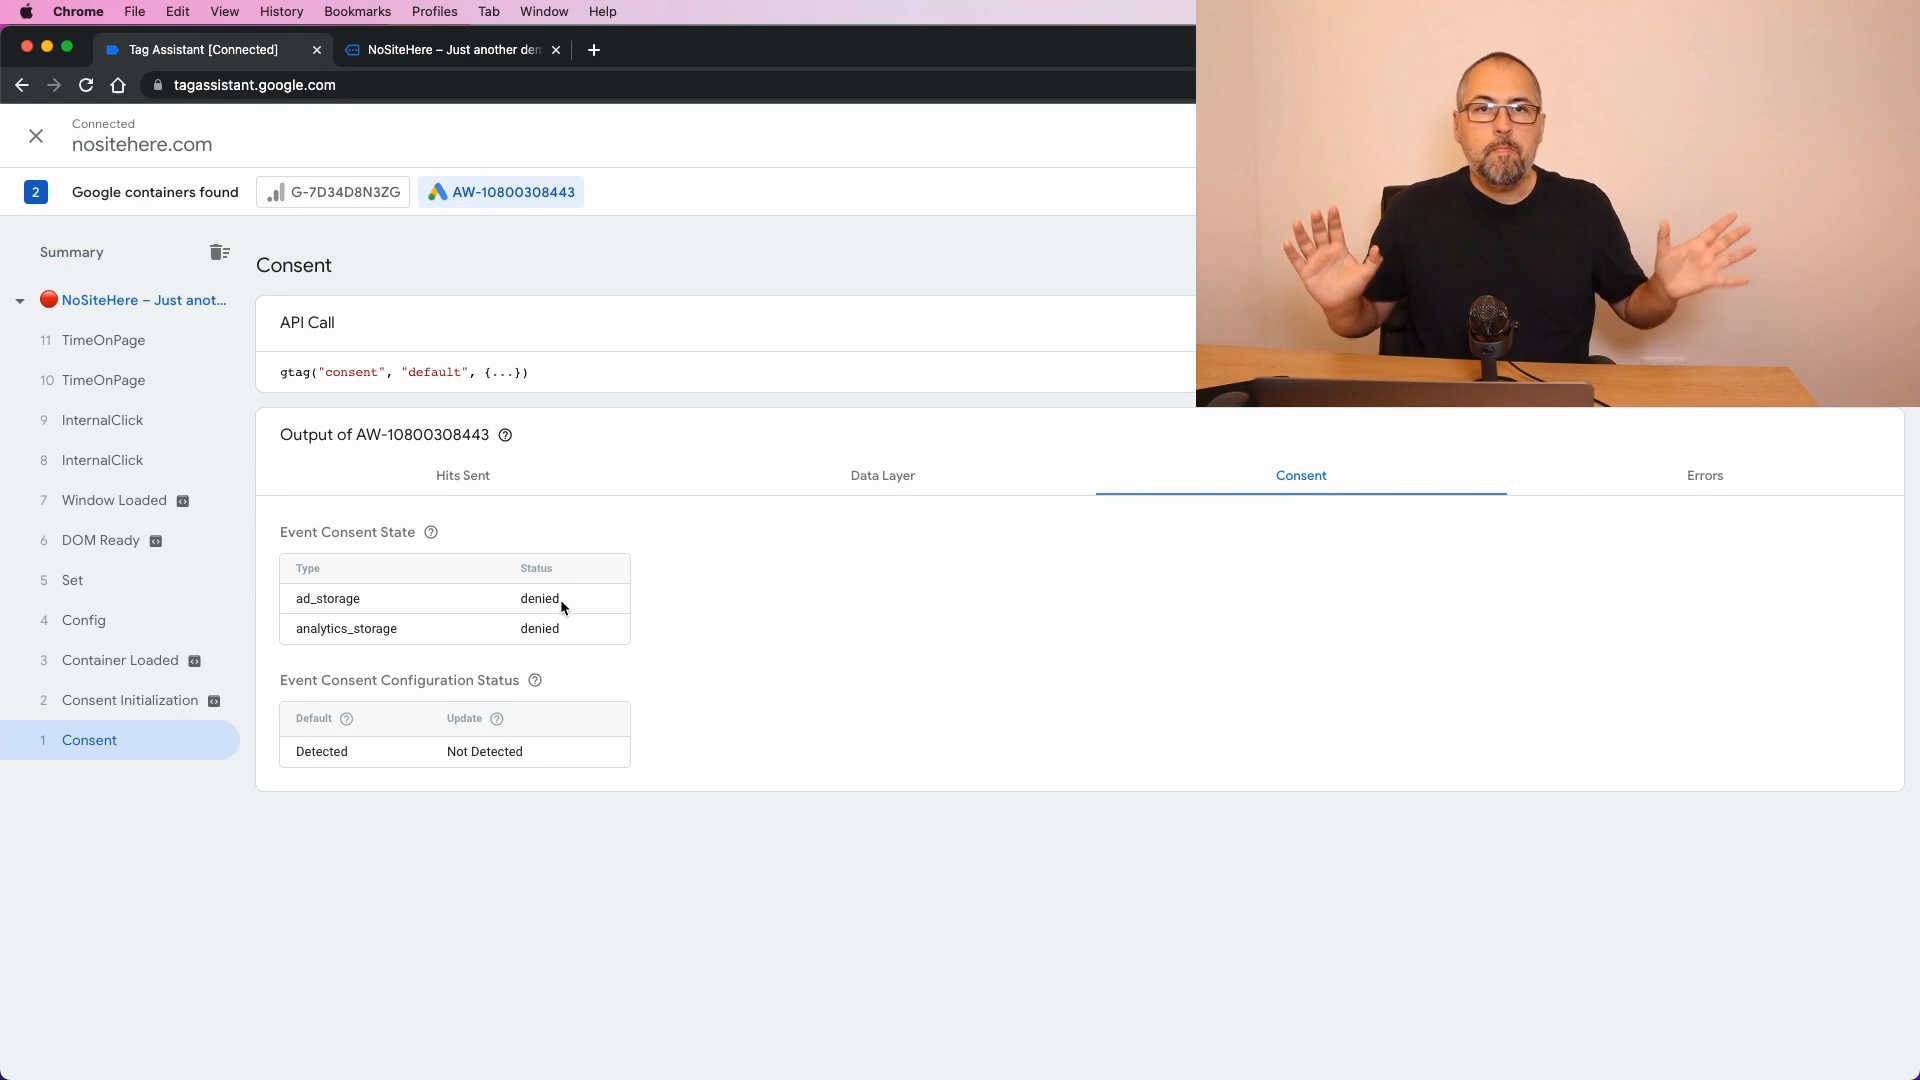 Chrome File Edit View History Bookmarks Profiles Tab Window Help
Tag Assistant [Connected]
NoSiteHere – Just another den
tagassistant.google.com
Connected
nositehere.com
2 Google containers found G-7D34D8N3ZG AW-10800308443
Summary
NoSiteHere – Just anot...
11 TimeOnPage
10 TimeOnPage
9 InternalClick
8 InternalClick
7 Window Loaded
6 DOM Ready
5 Set
4 Config
3 Container Loaded
2 Consent Initialization
1 Consent
Consent
API Call
gtag("consent", "default", {...})
Output of AW-10800308443
Hits Sent Data Layer Consent Errors
Event Consent State
Type Status
ad_storage denied
analytics_storage denied
Event Consent Configuration Status
Default Update
Detected Not Detected